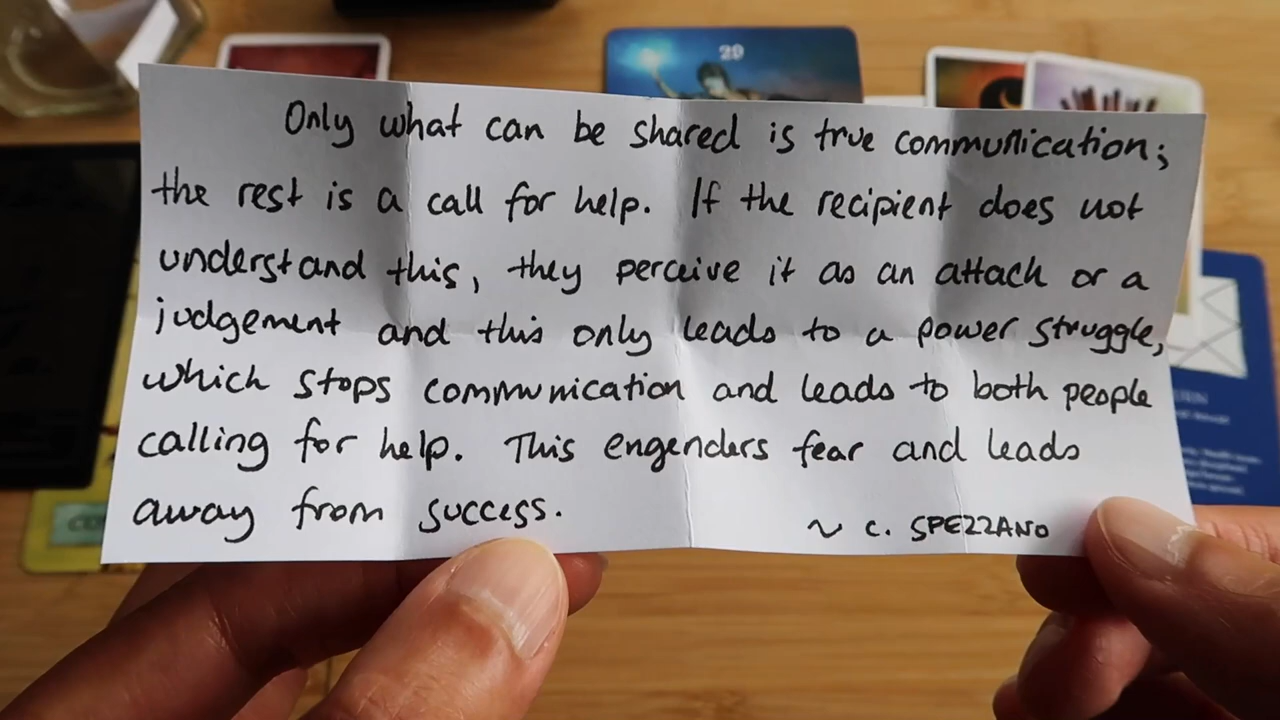 20
Only what can be shared is true communication;
the rest is a call for help. If the recipient does not
understand this, they perceive it as an attack or a
judgement and this only leads to a power struggle,
which stops communication and leads to both people
calling for help. This engenders fear and leads
away from success.
~ C. SPEZZANO